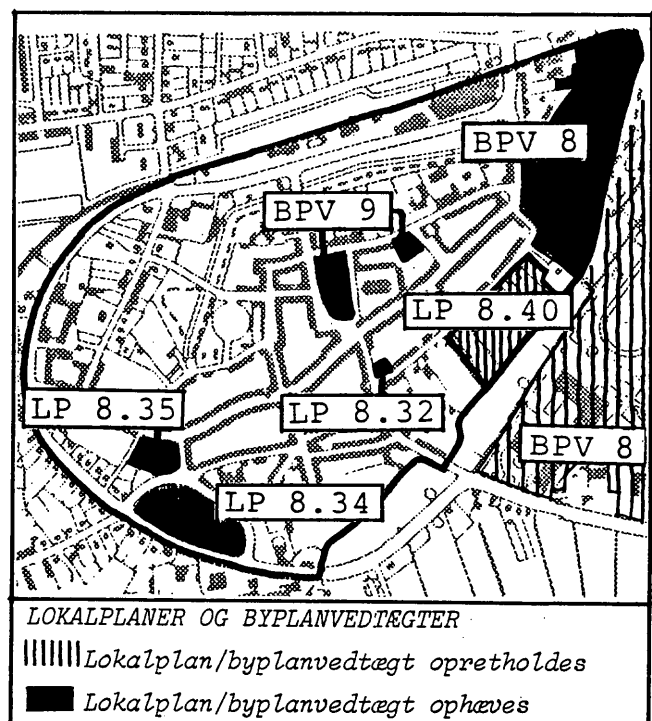 BPV 8
BPV 9
LP 8.40
LP 8.35
LP 8.32
BPV 8
LP 8.34
LOKALPLANER OG BYPLANVEDTÆGTER
Lokalplan/byplanvedtægt opretholdes
Lokalplan/byplanvedtægt ophæves